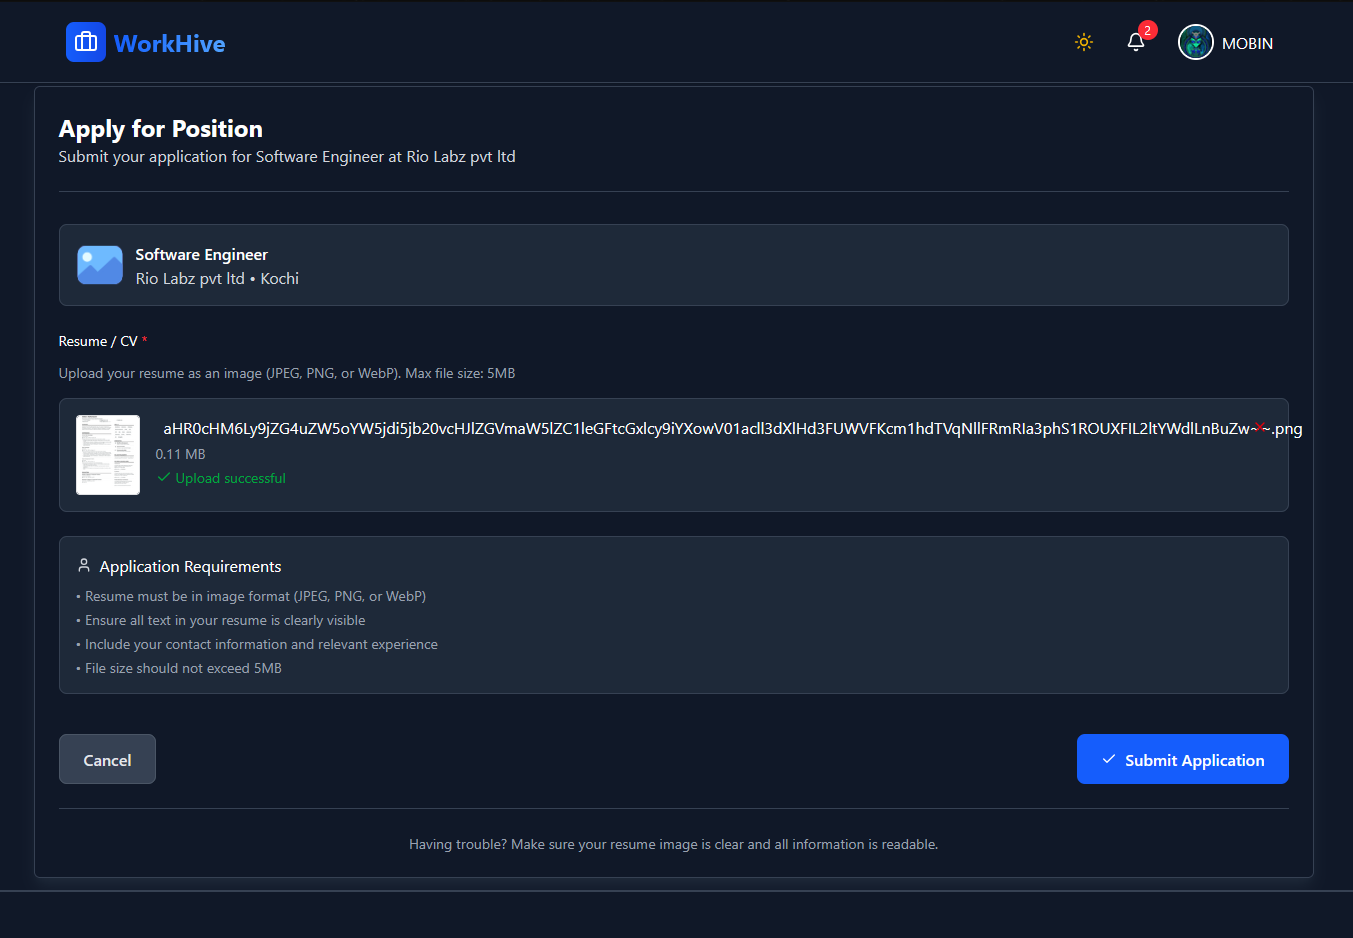 WorkHive
2
MOBIN
Apply for Position
Submit your application for Software Engineer at Rio Labz pvt ltd
Software Engineer
Rio Labz pvt ltd • Kochi
Resume / CV *
Upload your resume as an image (JPEG, PNG, or WebP). Max file size: 5MB
0.11 MB
Upload successful
Application Requirements
• Resume must be in image format (JPEG, PNG, or WebP)
• Ensure all text in your resume is clearly visible
• Include your contact information and relevant experience
• File size should not exceed 5MB
Cancel
Submit Application
Having trouble? Make sure your resume image is clear and all information is readable.